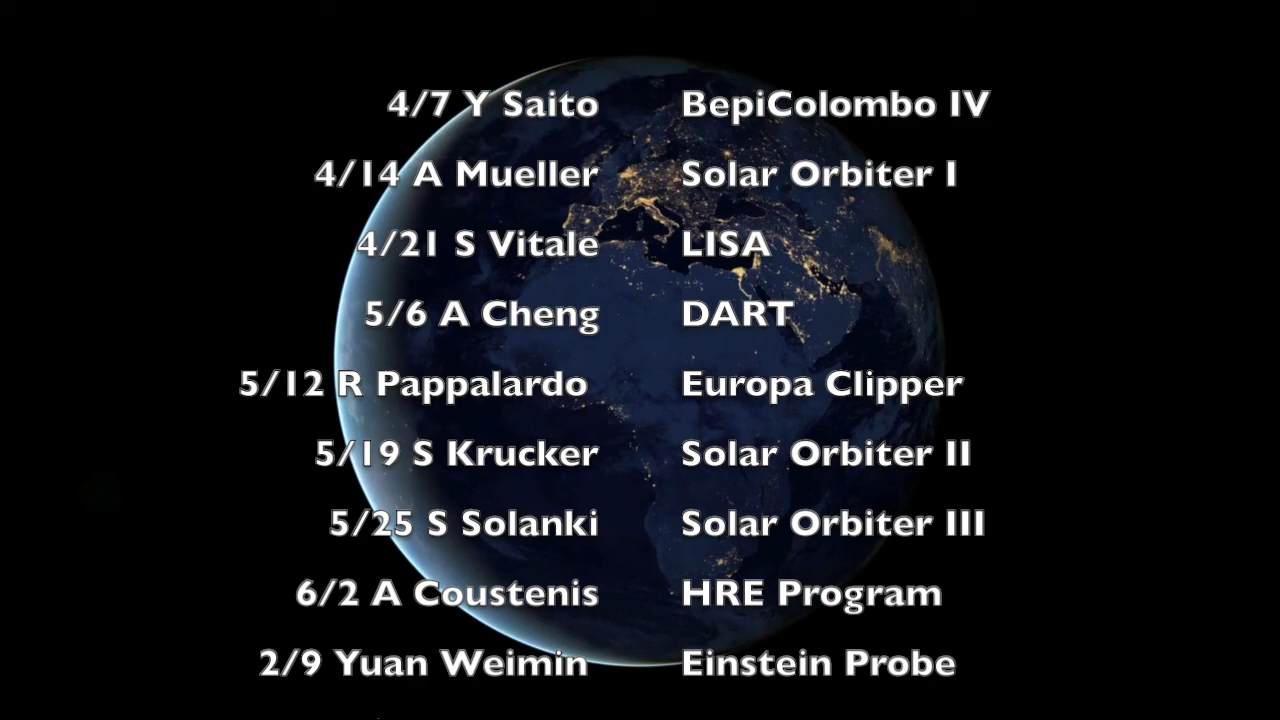 4/7 Y Saito BepiColombo IV
4/14 A Mueller Solar Orbiter I
4/21 S Vitale LISA
5/6 A Cheng DART
5/12 R Pappalardo Europa Clipper
5/19 S Krucker Solar Orbiter II
5/25 S Solanki Solar Orbiter III
6/2 A Coustenis HRE Program
2/9 Yuan Weimin Einstein Probe